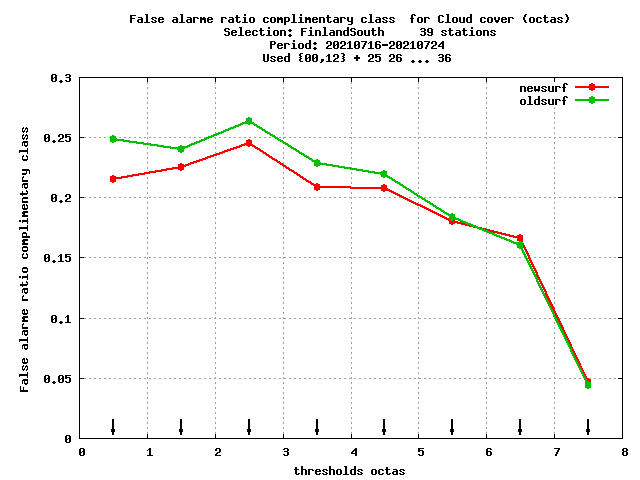 False alarme ratio complimentary class  for Cloud cover (octas)
Selection: FinlandSouth     39 stations
Period: 20210716-20210724
Used {00,12} + 25 26 ... 36
newsurf
oldsurf
False alarme ratio complimentary class
0.3
0.25
0.2
0.15
0.1
0.05
0
0 1 2 3 4 5 6 7 8
thresholds octas